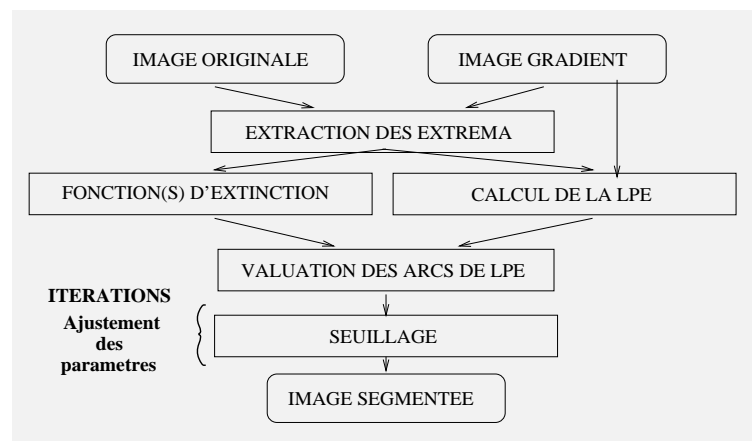 IMAGE ORIGINALE
IMAGE GRADIENT
EXTRACTION DES EXTREMA
FONCTION(S) D'EXTINCTION
CALCUL DE LA LPE
VALUATION DES ARCS DE LPE
ITERATIONS
Ajustement
des
parametres
SEUILLAGE
IMAGE SEGMENTEE